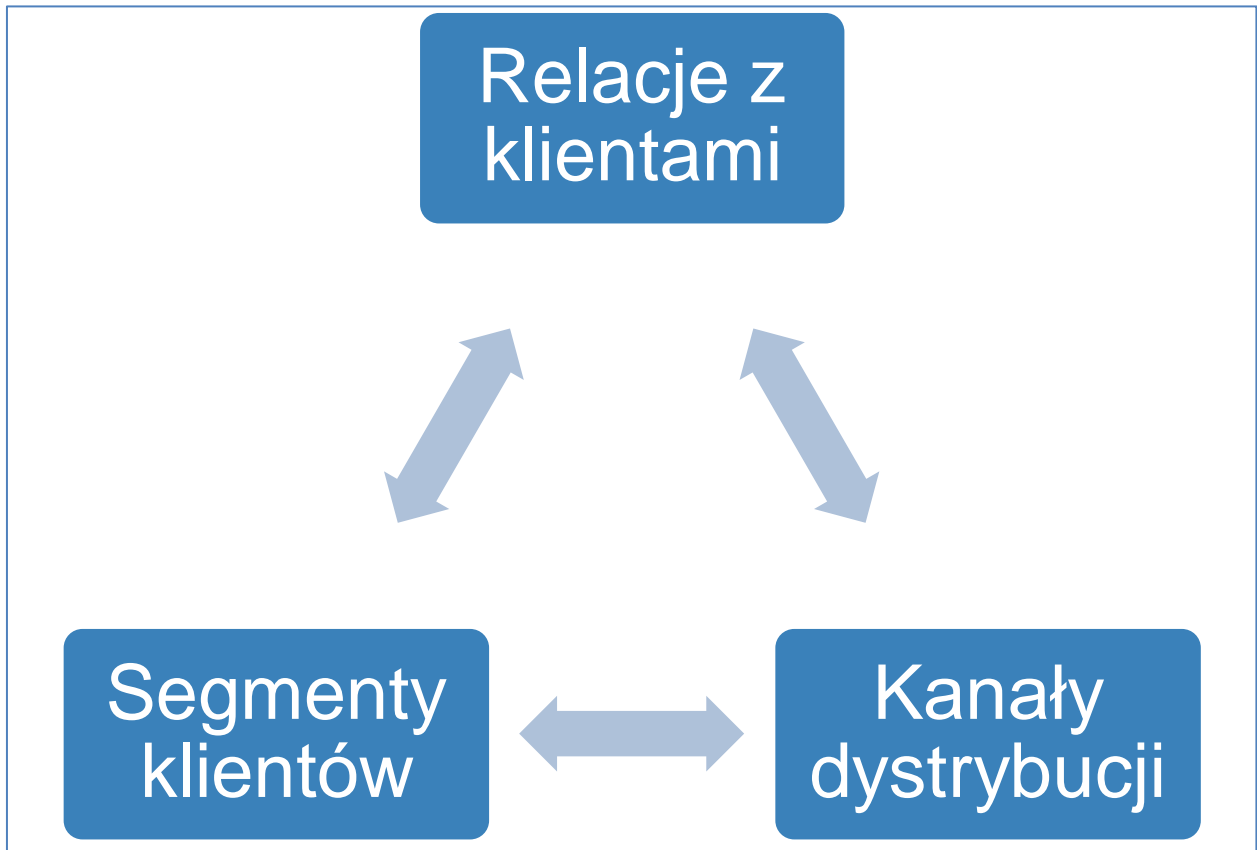 Relacje z
klientami
Segmenty
klientów
Kanały
dystrybucji